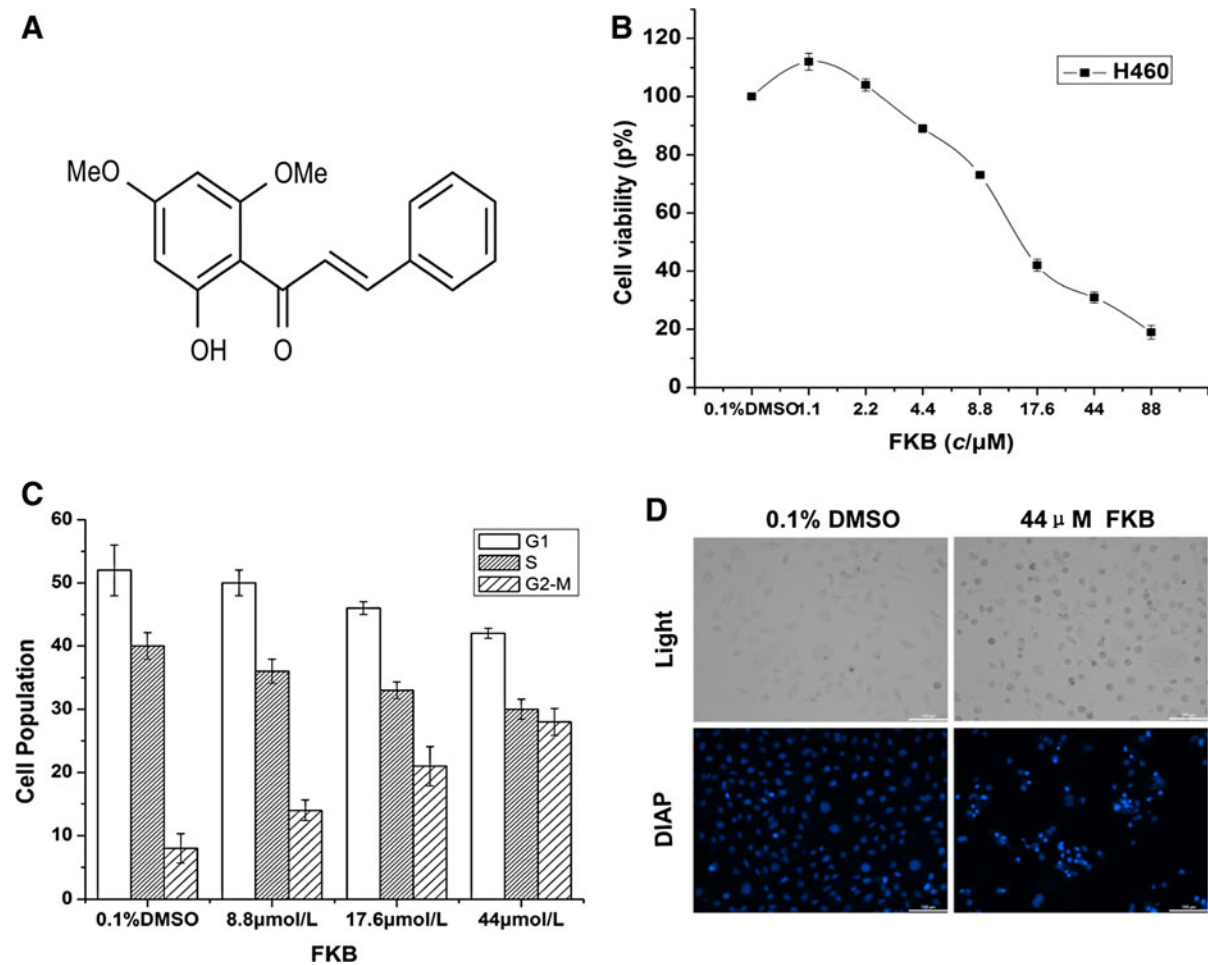 A
MeO
OMe
OH
O
B
120
100
80
60
40
20
0
Cell viability (p%)
H460
0.1%DMSO 1.1 2.2 4.4 8.8 17.6 44 88
FKB (c/μM)
C
60
50
40
30
20
10
0
Cell Population
G1
S
G2-M
0.1%DMSO 8.8μmol/L 17.6μmol/L 44μmol/L
FKB
D
0.1% DMSO 44 μ M FKB
Light
DIAP